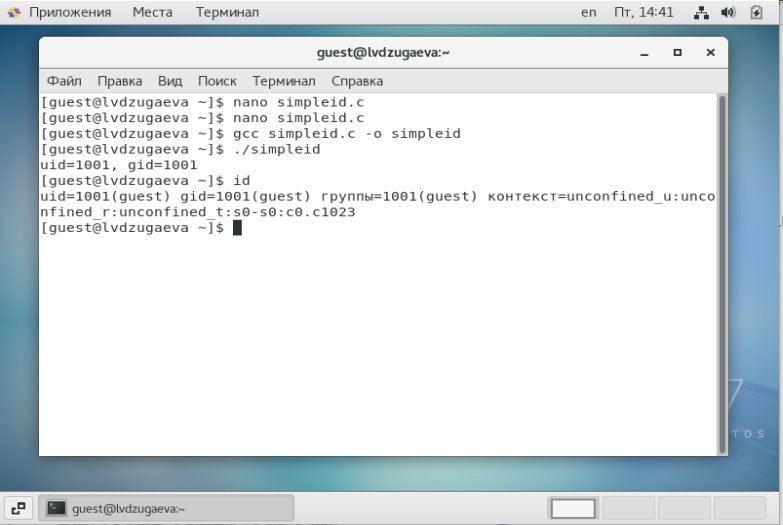 Приложения Места Терминал en Пт, 14:41
guest@lvdzugaeva:~
Файл Правка Вид Поиск Терминал Справка
[guest@lvdzugaeva ~]$ nano simpleid.c
[guest@lvdzugaeva ~]$ nano simpleid.c
[guest@lvdzugaeva ~]$ gcc simpleid.c -o simpleid
[guest@lvdzugaeva ~]$ ./simpleid
uid=1001, gid=1001
[guest@lvdzugaeva ~]$ id
uid=1001(guest) gid=1001(guest) группы=1001(guest) контекст=unconfined_u:unco
nfined_r:unconfined_t:s0-s0:c0.c1023
[guest@lvdzugaeva ~]$
7
TOS
guest@lvdzugaeva:~